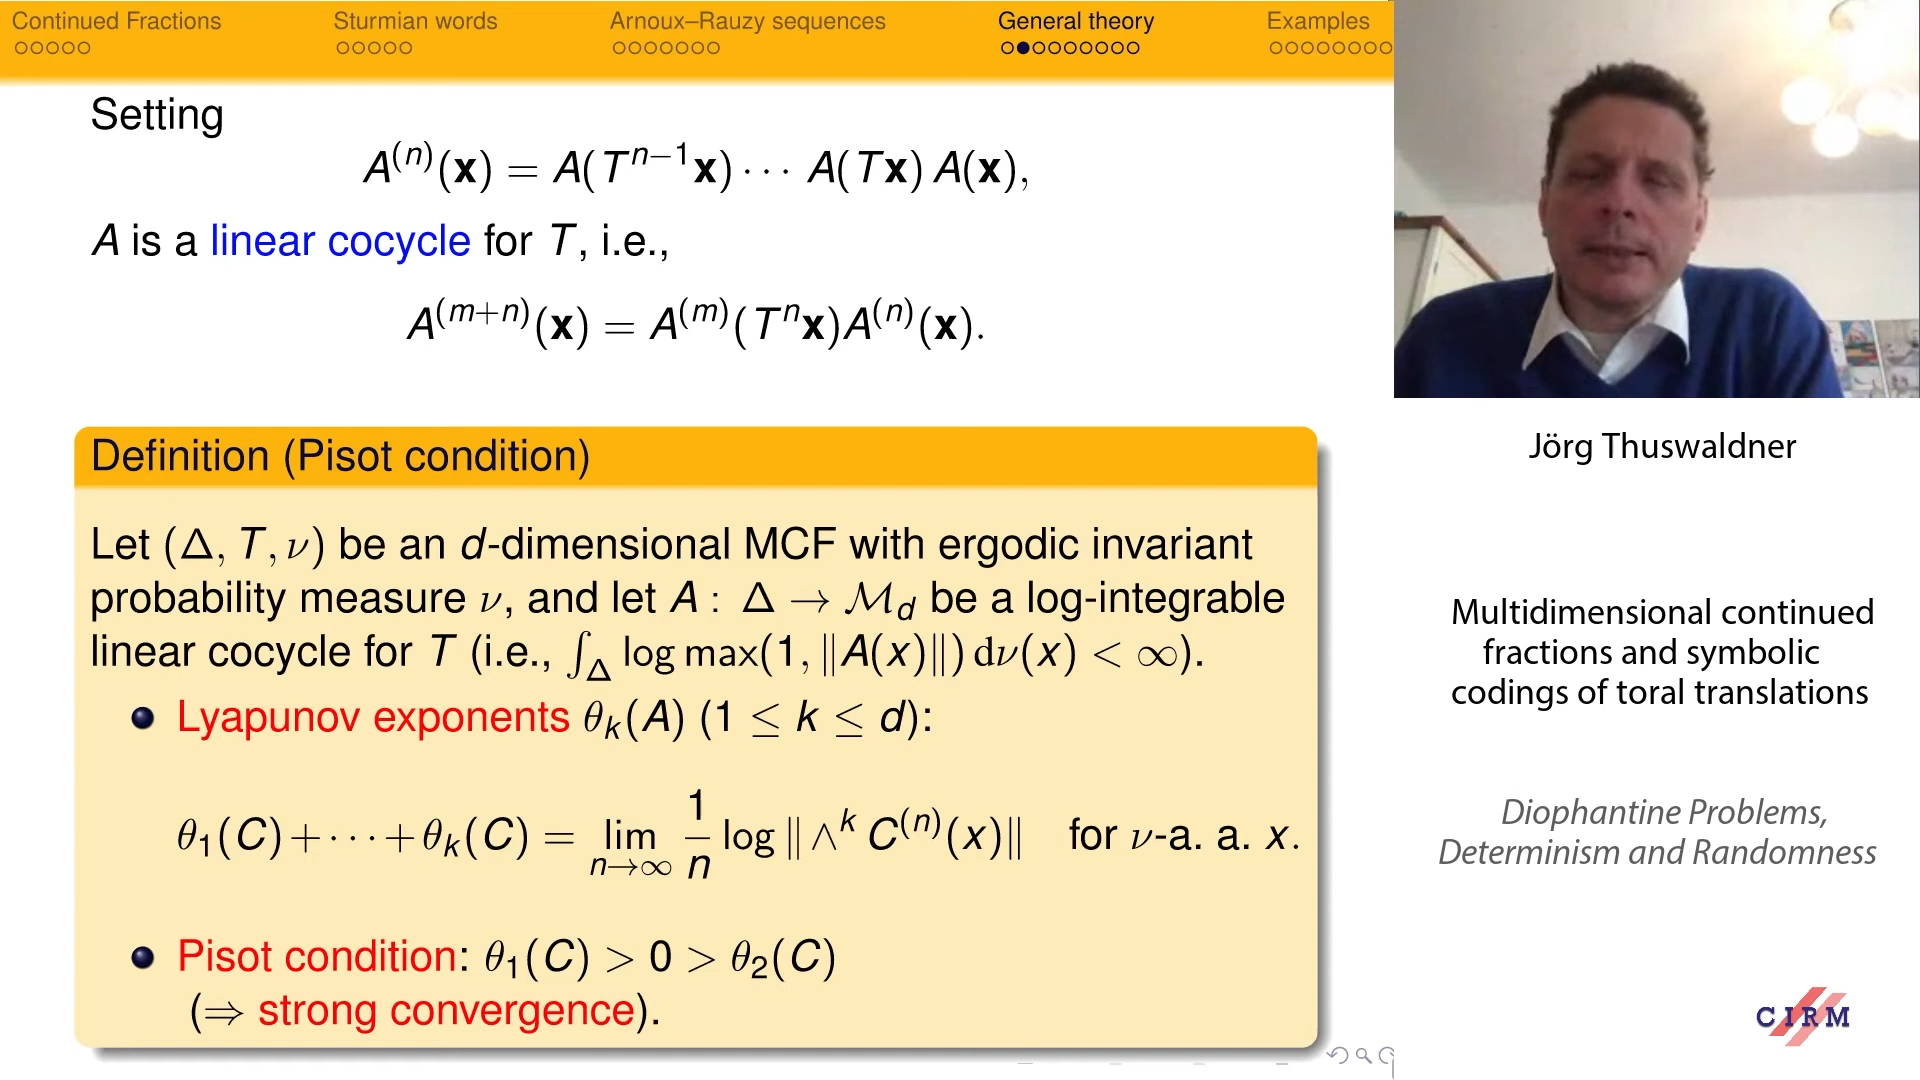 Continued Fractions Sturmian words Arnoux–Rauzy sequences General theory Examples
Setting
A^(n)(x) = A(T^{n−1}x) ⋯ A(Tx) A(x),
A is a linear cocycle for T, i.e.,
A^(m+n)(x) = A^(m)(T^n x)A^(n)(x).
Definition (Pisot condition)
Let (Δ, T, ν) be an d-dimensional MCF with ergodic invariant
probability measure ν, and let A : Δ → ℳ_d be a log-integrable
linear cocycle for T (i.e., ∫_Δ log max(1, ‖A(x)‖) dν(x) < ∞).
Lyapunov exponents θ_k(A) (1 ≤ k ≤ d):
θ_1(C) + ⋯ + θ_k(C) = lim_{n→∞} 1/n log ‖ ∧^k C^(n)(x)‖ for ν-a. a. x.
Pisot condition: θ_1(C) > 0 > θ_2(C)
(⇒ strong convergence).
Jörg Thuswaldner
Multidimensional continued
fractions and symbolic
codings of toral translations
Diophantine Problems,
Determinism and Randomness
CIRM